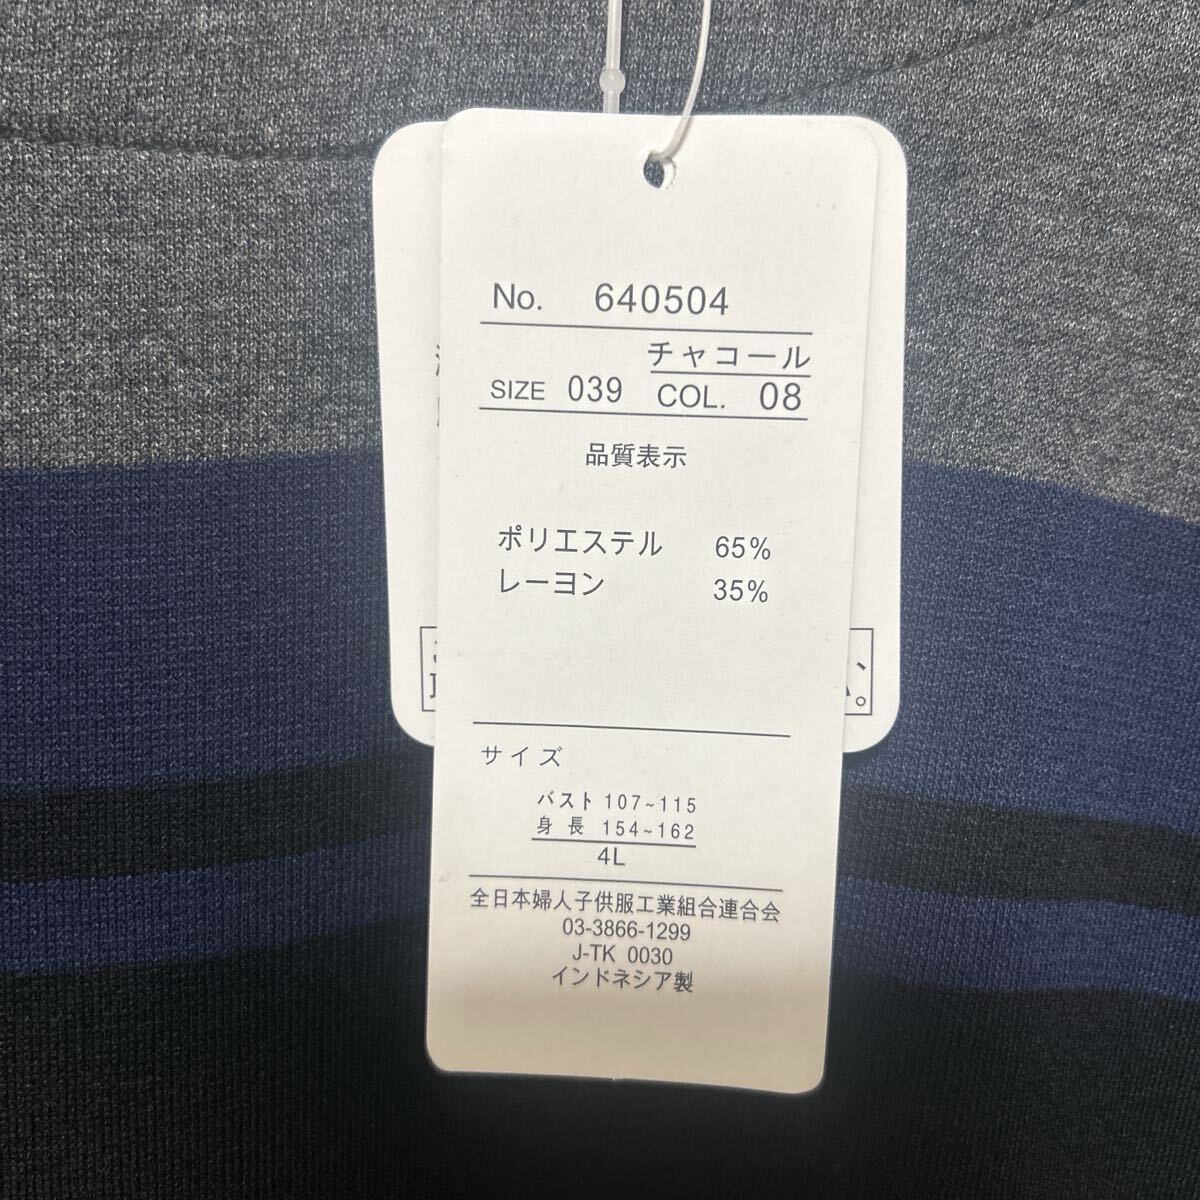 No. 640504
チャコール
SIZE 039 COL. 08
品質表示
ポリエステル 65%
レーヨン 35%
サイズ
バスト 107~115
身長 154~162
4L
全日本婦人子供服工業組合連合会
03-3866-1299
J-TK 0030
インドネシア製